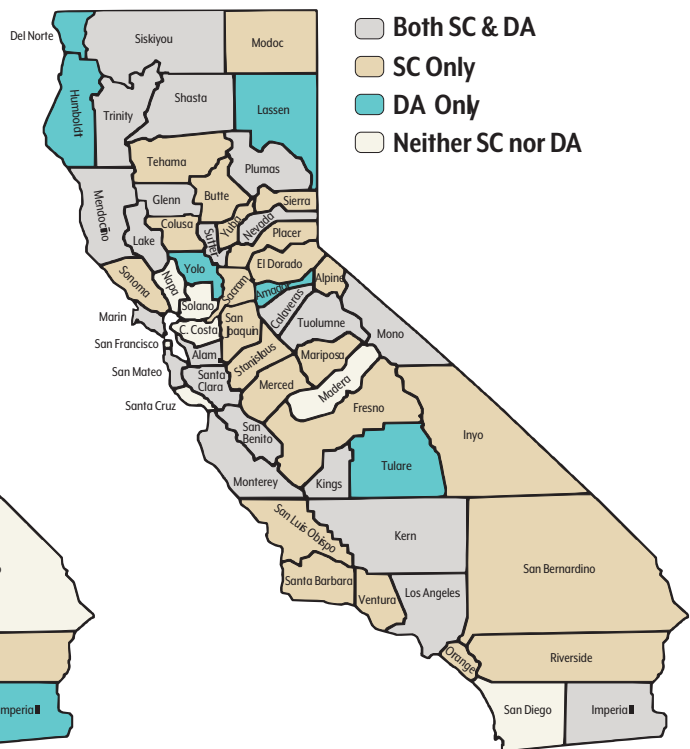 Both SC & DA
SC Only
DA Only
Neither SC nor DA
Del Norte
Siskiyou
Modoc
Humboldt
Trinity
Shasta
Lassen
Tehama
Plumas
Mendocino
Glenn
Butte
Sierra
Lake
Colusa
Sutter
Yuba
Nevada
Placer
Sonoma
Napa
Yolo
El Dorado
Sacram
Amador
Alpine
Solano
Calaveras
Marin
C. Costa
San
Joaquin
Tuolumne
Mono
San Francisco
Alam
Stanislaus
Mariposa
San Mateo
Santa
Clara
Merced
Madera
Santa Cruz
Fresno
San
Benito
Inyo
Monterey
Kings
Tulare
San Luis Obispo
Kern
Santa Barbara
Ventura
Los Angeles
San Bernardino
Orange
Riverside
San Diego
Imperial
mperial